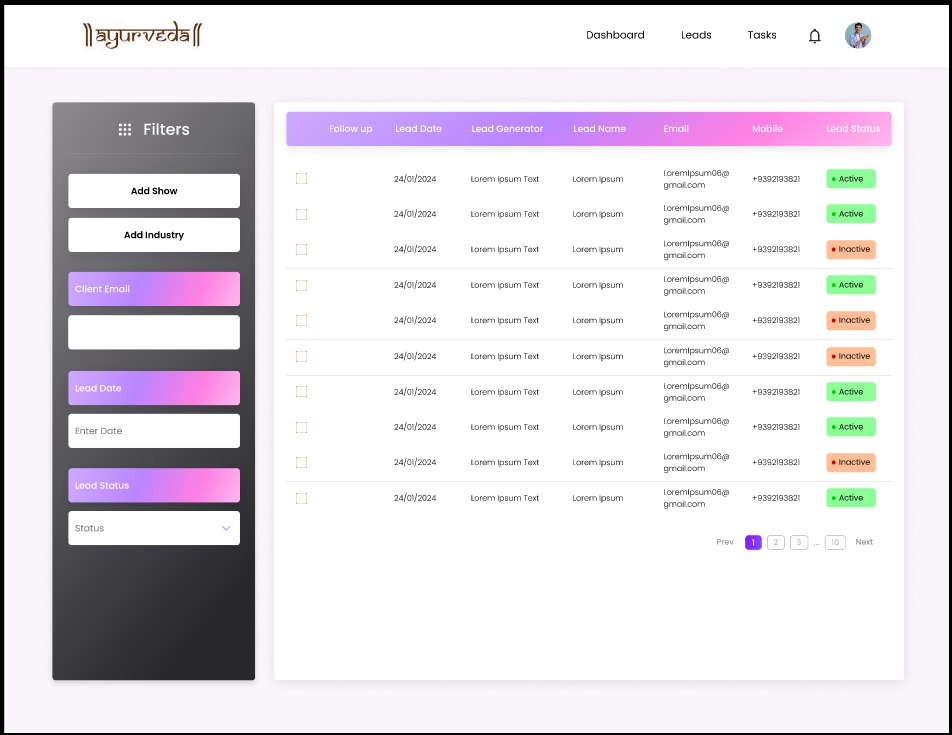 ॥ayurveda॥
Dashboard Leads Tasks
Filters
Add Show
Add Industry
Client Email
Lead Date
Enter Date
Lead Status
Status
Follow up Lead Date Lead Generator Lead Name Email Mobile Lead Status
24/01/2024 Lorem Ipsum Text Lorem Ipsum LoremIpsum06@ +9392193821 Active
gmail.com
24/01/2024 Lorem Ipsum Text Lorem Ipsum LoremIpsum06@ +9392193821 Active
gmail.com
24/01/2024 Lorem Ipsum Text Lorem Ipsum LoremIpsum06@ +9392193821 Inactive
gmail.com
24/01/2024 Lorem Ipsum Text Lorem Ipsum LoremIpsum06@ +9392193821 Active
gmail.com
24/01/2024 Lorem Ipsum Text Lorem Ipsum LoremIpsum06@ +9392193821 Inactive
gmail.com
24/01/2024 Lorem Ipsum Text Lorem Ipsum LoremIpsum06@ +9392193821 Inactive
gmail.com
24/01/2024 Lorem Ipsum Text Lorem Ipsum LoremIpsum06@ +9392193821 Active
gmail.com
24/01/2024 Lorem Ipsum Text Lorem Ipsum LoremIpsum06@ +9392193821 Active
gmail.com
24/01/2024 Lorem Ipsum Text Lorem Ipsum LoremIpsum06@ +9392193821 Inactive
gmail.com
24/01/2024 Lorem Ipsum Text Lorem Ipsum LoremIpsum06@ +9392193821 Active
gmail.com
Prev 1 2 3 ... 10 Next